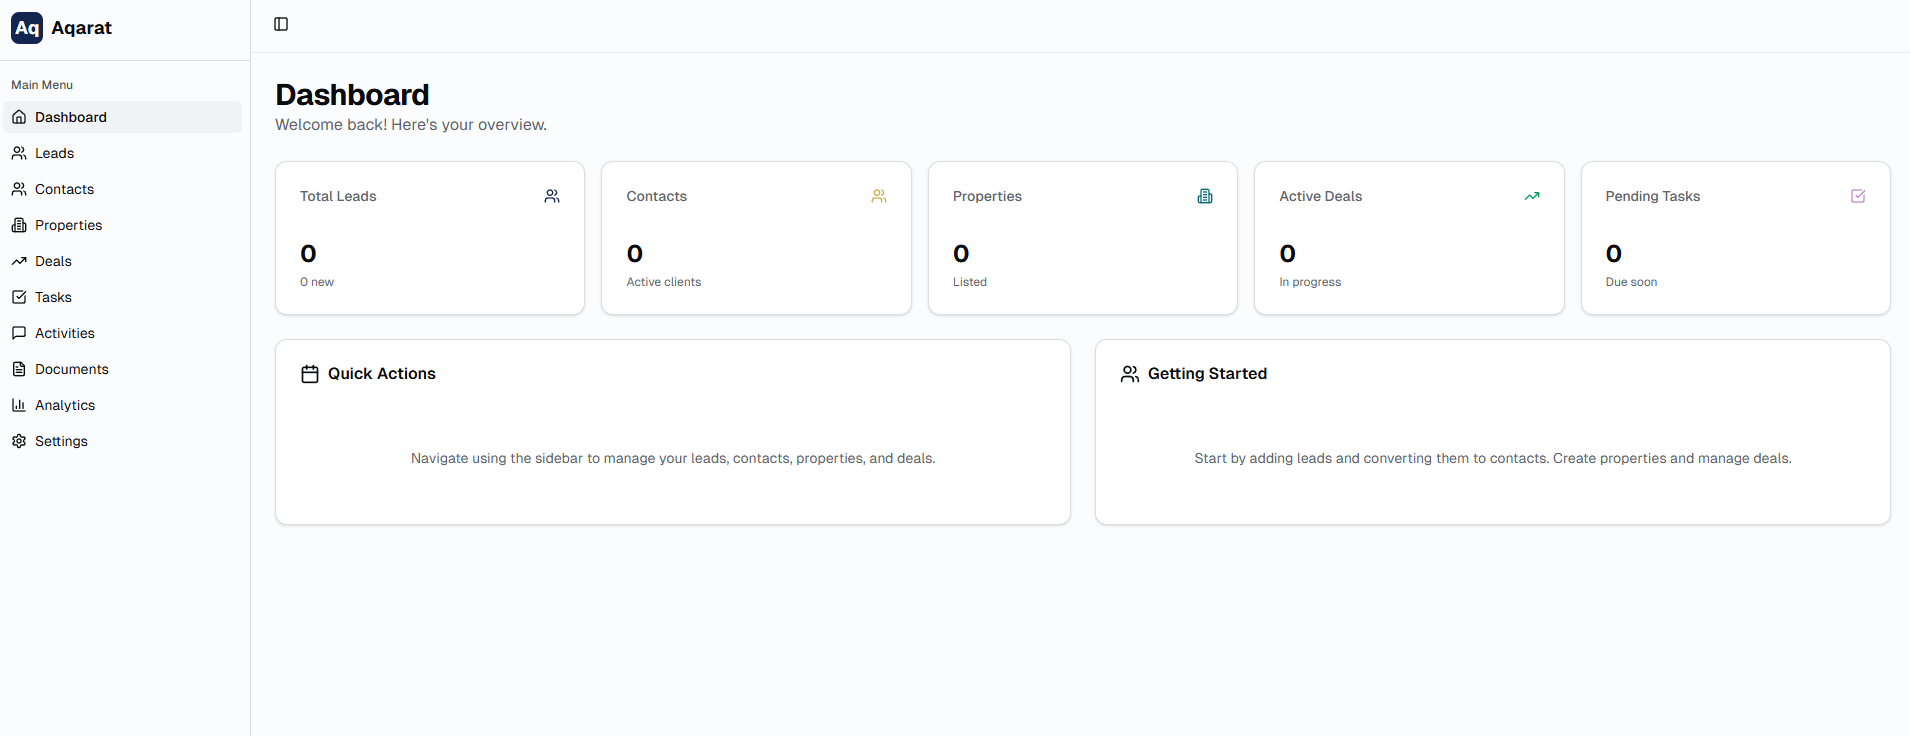 Aq Aqarat
Main Menu
Dashboard
Leads
Contacts
Properties
Deals
Tasks
Activities
Documents
Analytics
Settings
Dashboard
Welcome back! Here's your overview.
Total Leads
0
0 new
Contacts
0
Active clients
Properties
0
Listed
Active Deals
0
In progress
Pending Tasks
0
Due soon
Quick Actions
Navigate using the sidebar to manage your leads, contacts, properties, and deals.
Getting Started
Start by adding leads and converting them to contacts. Create properties and manage deals.